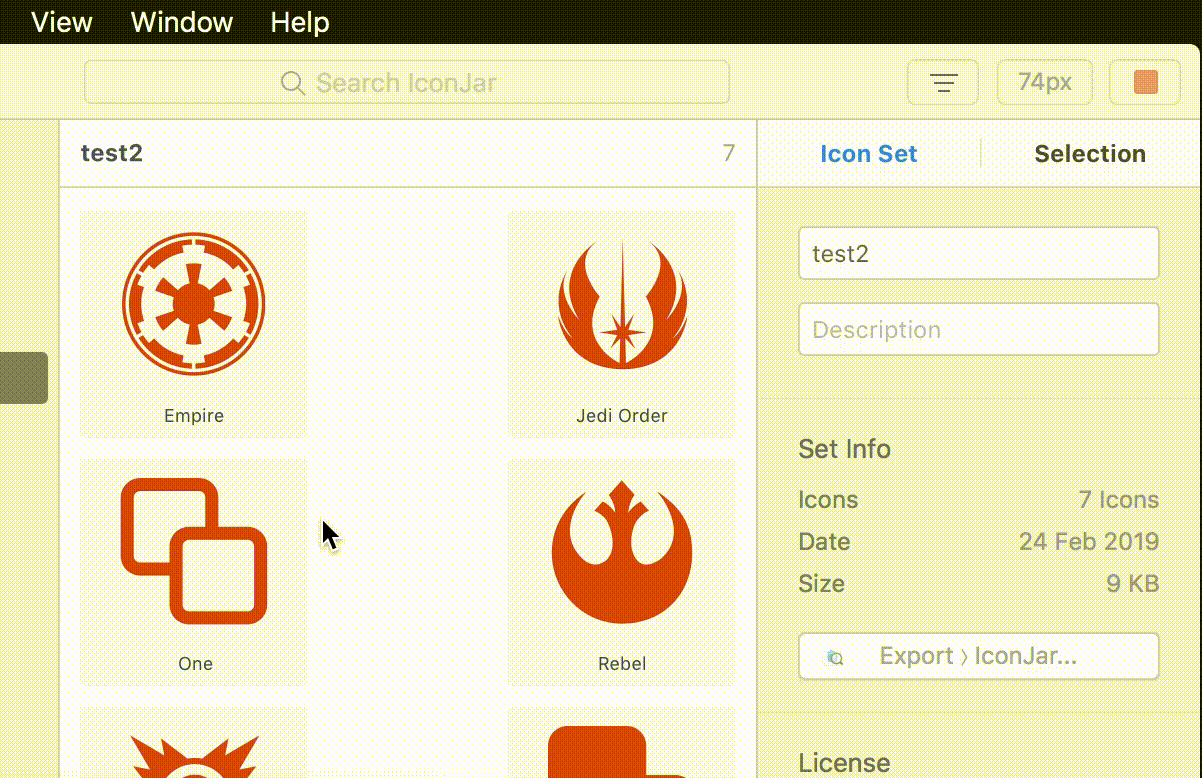 View Window Help
Search IconJar
74px
test2 7
Icon Set Selection
Empire
Jedi Order
One
Rebel
test2
Description
Set Info
Icons 7 Icons
Date 24 Feb 2019
Size 9 KB
Export 〉IconJar...
License